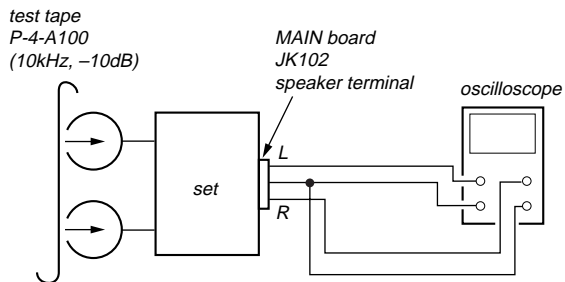 test tape
P-4-A100
(10kHz, –10dB)
MAIN board
JK102
speaker terminal
oscilloscope
L
set
R